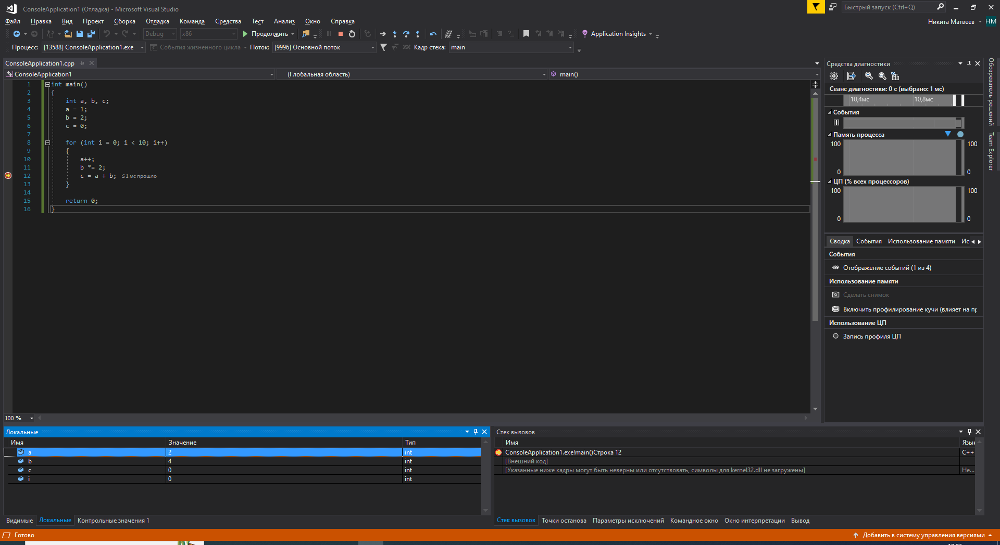 ConsoleApplication1 (Отладка) - Microsoft Visual Studio
Быстрый запуск (Ctrl+Q)
Файл Правка Вид Проект Сборка Отладка Команда Средства Тест Анализ Окно Справка
Никита Матвеев НМ
Debug x86 Продолжить Application Insights
Процесс: [13588] ConsoleApplication1.exe События жизненного цикла Поток: [9996] Основной поток Кадр стека: main
ConsoleApplication1.cpp
ConsoleApplication1 (Глобальная область) main()
1 int main()
2 {
3 int a, b, c;
4 a = 1;
5 b = 2;
6 c = 0;
7
8 for (int i = 0; i < 10; i++)
9 {
10 a++;
11 b *= 2;
12 c = a + b; ≤ 1 мс прошло
13 }
14
15 return 0;
16 }
100 %
Средства диагностики
Сеанс диагностики: 0 с (выбрано: 1 мс)
10,4мс 10,8мс
События
Память процесса
100 100
0 0
ЦП (% всех процессоров)
100 100
0 0
Сводка События Использование памяти Ис
События
Отображение событий (1 из 4)
Использование памяти
Сделать снимок
Включить профилирование кучи (влияет на пр
Использование ЦП
Запись профиля ЦП
Обозреватель решений
Team Explorer
Локальные
Имя Значение Тип
a 2 int
b 4 int
c 0 int
i 0 int
Видимые Локальные Контрольные значения 1
Стек вызовов
Имя Язык
ConsoleApplication1.exe!main()Строка 12 C++
[Внешний код]
[Указанные ниже кадры могут быть неверны или отсутствовать, символы для kernel32.dll не загружены] Не...
Стек вызовов Точки останова Параметры исключений Командное окно Окно интерпретации Вывод
Готово
Добавить в систему управления версиями